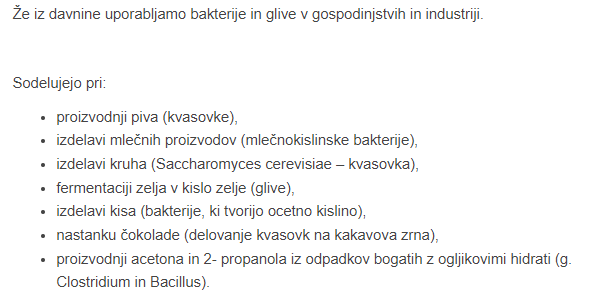 Že iz davnine uporabljamo bakterije in glive v gospodinjstvih in industriji.
Sodelujejo pri:
• proizvodnji piva (kvasovke),
• izdelavi mlečnih proizvodov (mlečnokislinske bakterije),
• izdelavi kruha (Saccharomyces cerevisiae – kvasovka),
• fermentaciji zelja v kislo zelje (glive),
• izdelavi kisa (bakterije, ki tvorijo ocetno kislino),
• nastanku čokolade (delovanje kvasovk na kakavova zrna),
• proizvodnji acetona in 2- propanola iz odpadkov bogatih z ogljikovimi hidrati (g.
Clostridium in Bacillus).